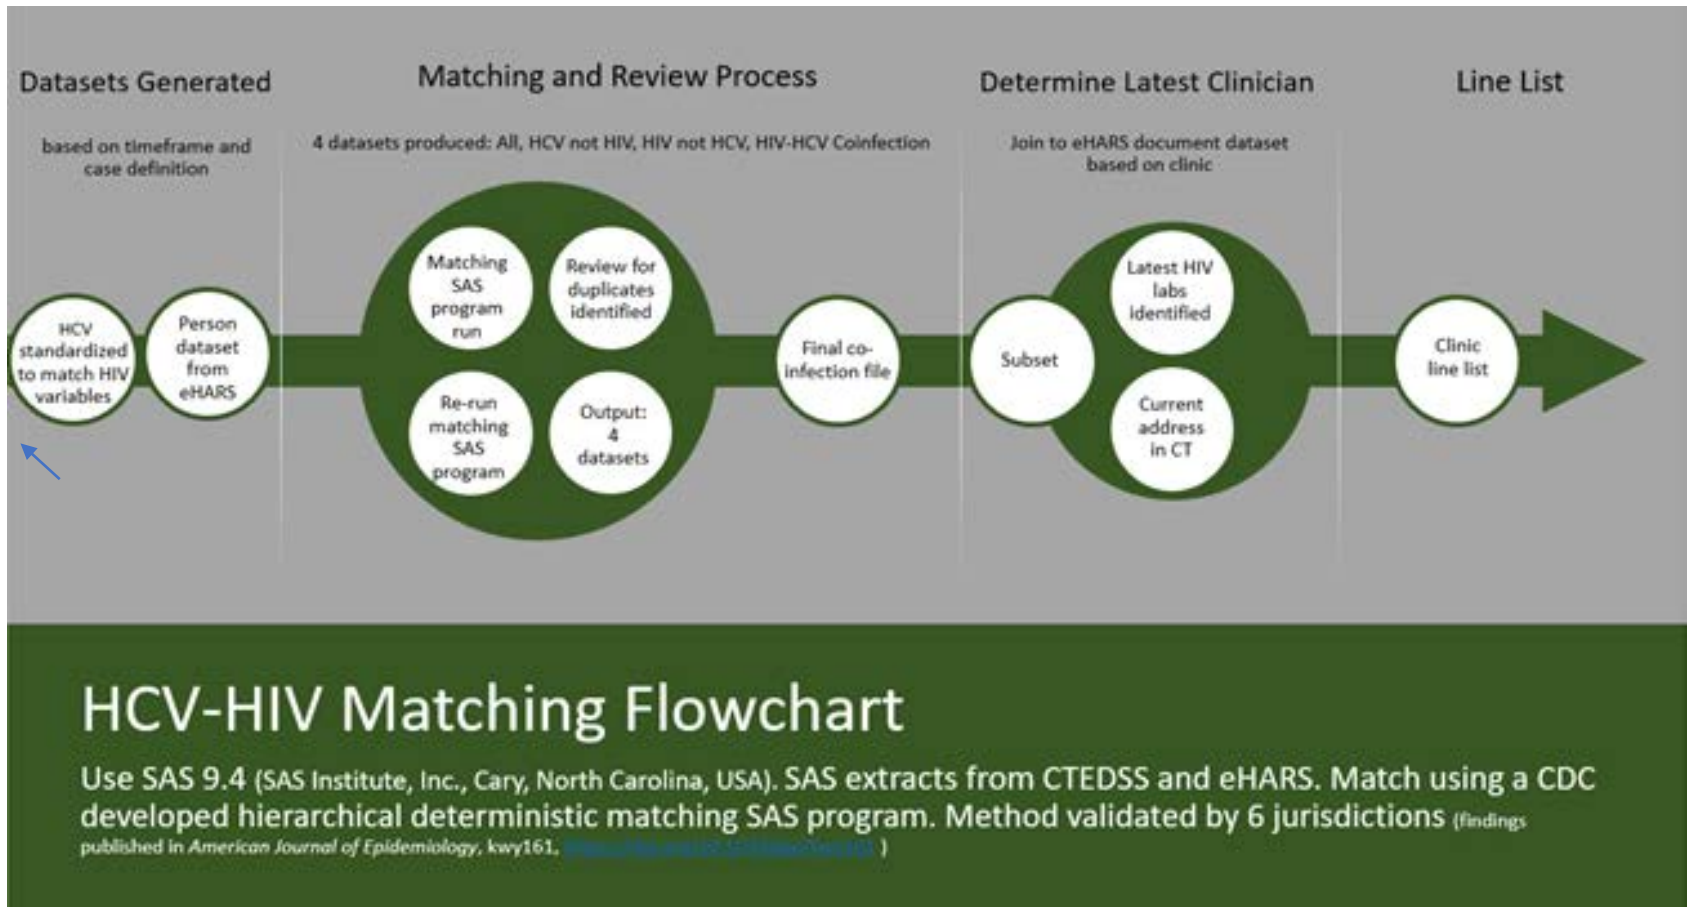 Datasets Generated
based on timeframe and
case definition
HCV
standardized
to match HIV
variables
Person
dataset
from
eHARS
Matching and Review Process
4 datasets produced: All, HCV not HIV, HIV not HCV, HIV-HCV Coinfection
Matching
SAS
program
run
Review for
duplicates
identified
Re-run
matching
SAS
program
Output:
4
datasets
Final co-
infection file
Determine Latest Clinician
Join to eHARS document dataset
based on clinic
Subset
Latest HIV
labs
identified
Current
address
in CT
Line List
Clinic
line list
HCV-HIV Matching Flowchart
Use SAS 9.4 (SAS Institute, Inc., Cary, North Carolina, USA). SAS extracts from CTEDSS and eHARS. Match using a CDC
developed hierarchical deterministic matching SAS program. Method validated by 6 jurisdictions (findings
published in American Journal of Epidemiology, kwy161, )